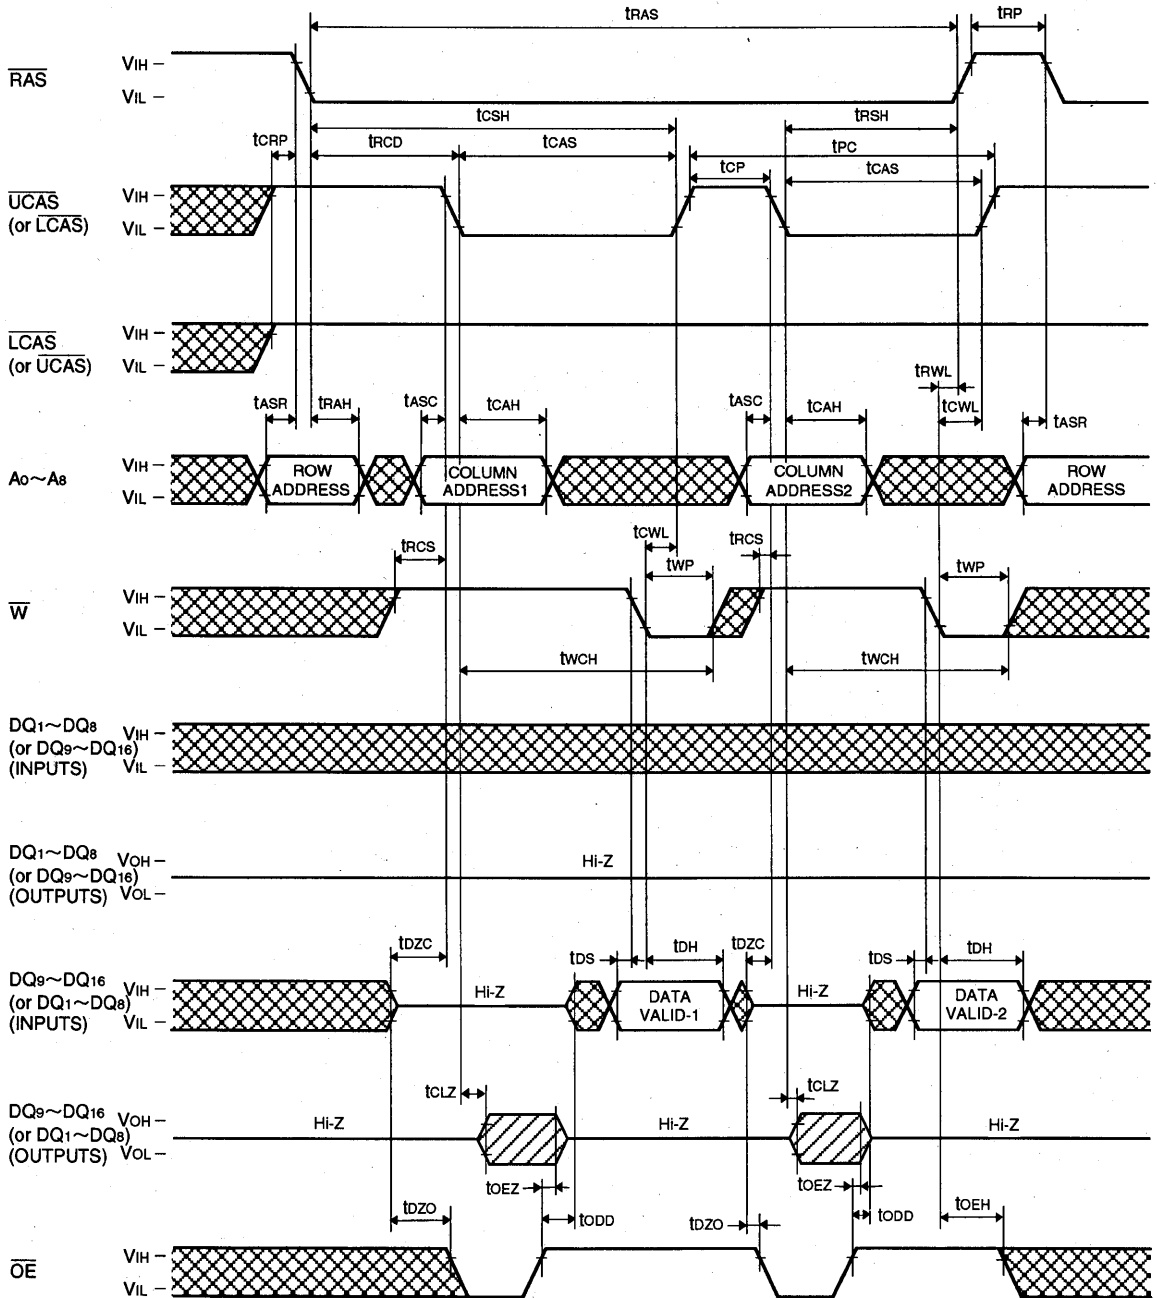 tRAS tRP
RAS VIH VIL
tCSH tRSH
tCRP tRCD tCAS tPC
tCP tCAS
UCAS (or LCAS) VIH VIL
LCAS (or UCAS) VIH VIL
tRWL
tASR tRAH tASC tCAH tASC tCAH tCWL tASR
A0~A8 VIH VIL
ROW ADDRESS
COLUMN ADDRESS1
COLUMN ADDRESS2
ROW ADDRESS
tRCS tCWL tRCS
tWP tWP
W VIH VIL
tWCH tWCH
DQ1~DQ8
(or DQ9~DQ16)
(INPUTS)
VIH VIL
DQ1~DQ8
(or DQ9~DQ16)
(OUTPUTS)
VOH VOL
Hi-Z
tDZC tDS tDH tDZC tDS tDH
DQ9~DQ16
(or DQ1~DQ8)
(INPUTS)
VIH VIL
Hi-Z
DATA VALID-1
Hi-Z
DATA VALID-2
tCLZ tCLZ
DQ9~DQ16
(or DQ1~DQ8)
(OUTPUTS)
VOH VOL
Hi-Z Hi-Z Hi-Z
tOEZ tOEZ
tDZO tODD tDZO tODD tOEH
OE VIH VIL